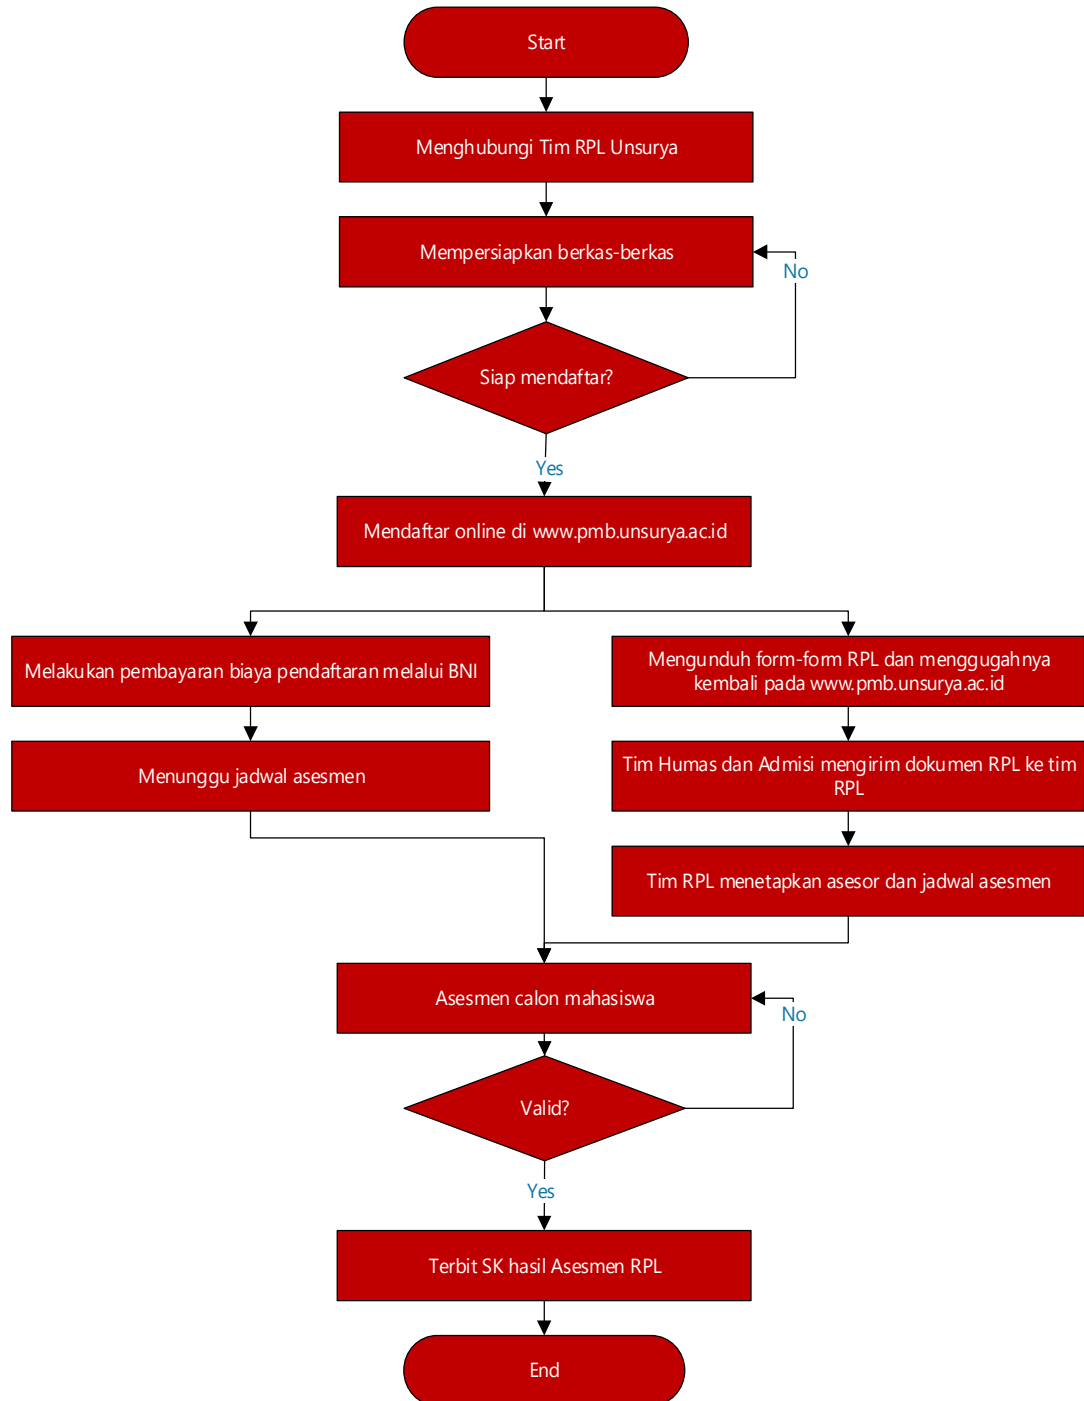 Start
Menghubungi Tim RPL Unsurya
Mempersiapkan berkas-berkas
No
Siap mendaftar?
Yes
Mendaftar online di www.pmb.unsurya.ac.id
Melakukan pembayaran biaya pendaftaran melalui BNI
Menunggu jadwal asesmen
Mengunduh form-form RPL dan menggugahnya
kembali pada www.pmb.unsurya.ac.id
Tim Humas dan Admisi mengirim dokumen RPL ke tim
RPL
Tim RPL menetapkan asesor dan jadwal asesmen
Asesmen calon mahasiswa
No
Valid?
Yes
Terbit SK hasil Asesmen RPL
End